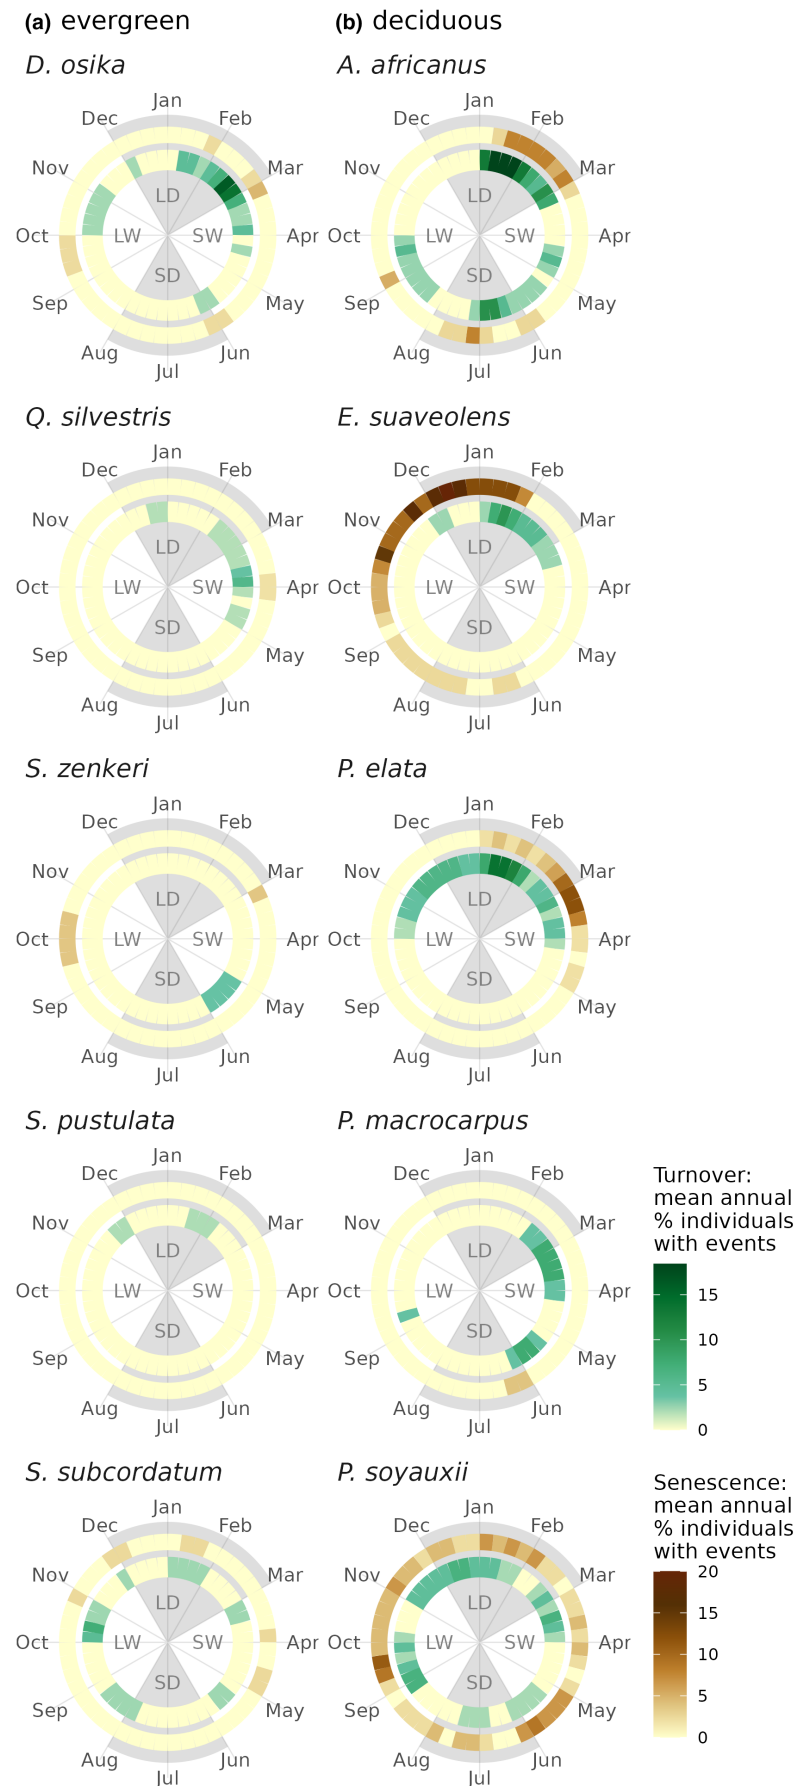 (a) evergreen
(b) deciduous
D. osika
A. africanus
Jan
Feb
Mar
Apr
May
Jun
Jul
Aug
Sep
Oct
Nov
Dec
LD
SW
SD
LW
Jan
Feb
Mar
Apr
May
Jun
Jul
Aug
Sep
Oct
Nov
Dec
LD
SW
SD
LW
Q. silvestris
E. suaveolens
Jan
Feb
Mar
Apr
May
Jun
Jul
Aug
Sep
Oct
Nov
Dec
LD
SW
SD
LW
Jan
Feb
Mar
Apr
May
Jun
Jul
Aug
Sep
Oct
Nov
Dec
LD
SW
SD
LW
S. zenkeri
P. elata
Jan
Feb
Mar
Apr
May
Jun
Jul
Aug
Sep
Oct
Nov
Dec
LD
SW
SD
LW
Jan
Feb
Mar
Apr
May
Jun
Jul
Aug
Sep
Oct
Nov
Dec
LD
SW
SD
LW
S. pustulata
P. macrocarpus
Jan
Feb
Mar
Apr
May
Jun
Jul
Aug
Sep
Oct
Nov
Dec
LD
SW
SD
LW
Jan
Feb
Mar
Apr
May
Jun
Jul
Aug
Sep
Oct
Nov
Dec
LD
SW
SD
LW
S. subcordatum
P. soyauxii
Jan
Feb
Mar
Apr
May
Jun
Jul
Aug
Sep
Oct
Nov
Dec
LD
SW
SD
LW
Jan
Feb
Mar
Apr
May
Jun
Jul
Aug
Sep
Oct
Nov
Dec
LD
SW
SD
LW
Turnover:
mean annual
% individuals
with events
15
10
5
0
Senescence:
mean annual
% individuals
with events
20
15
10
5
0